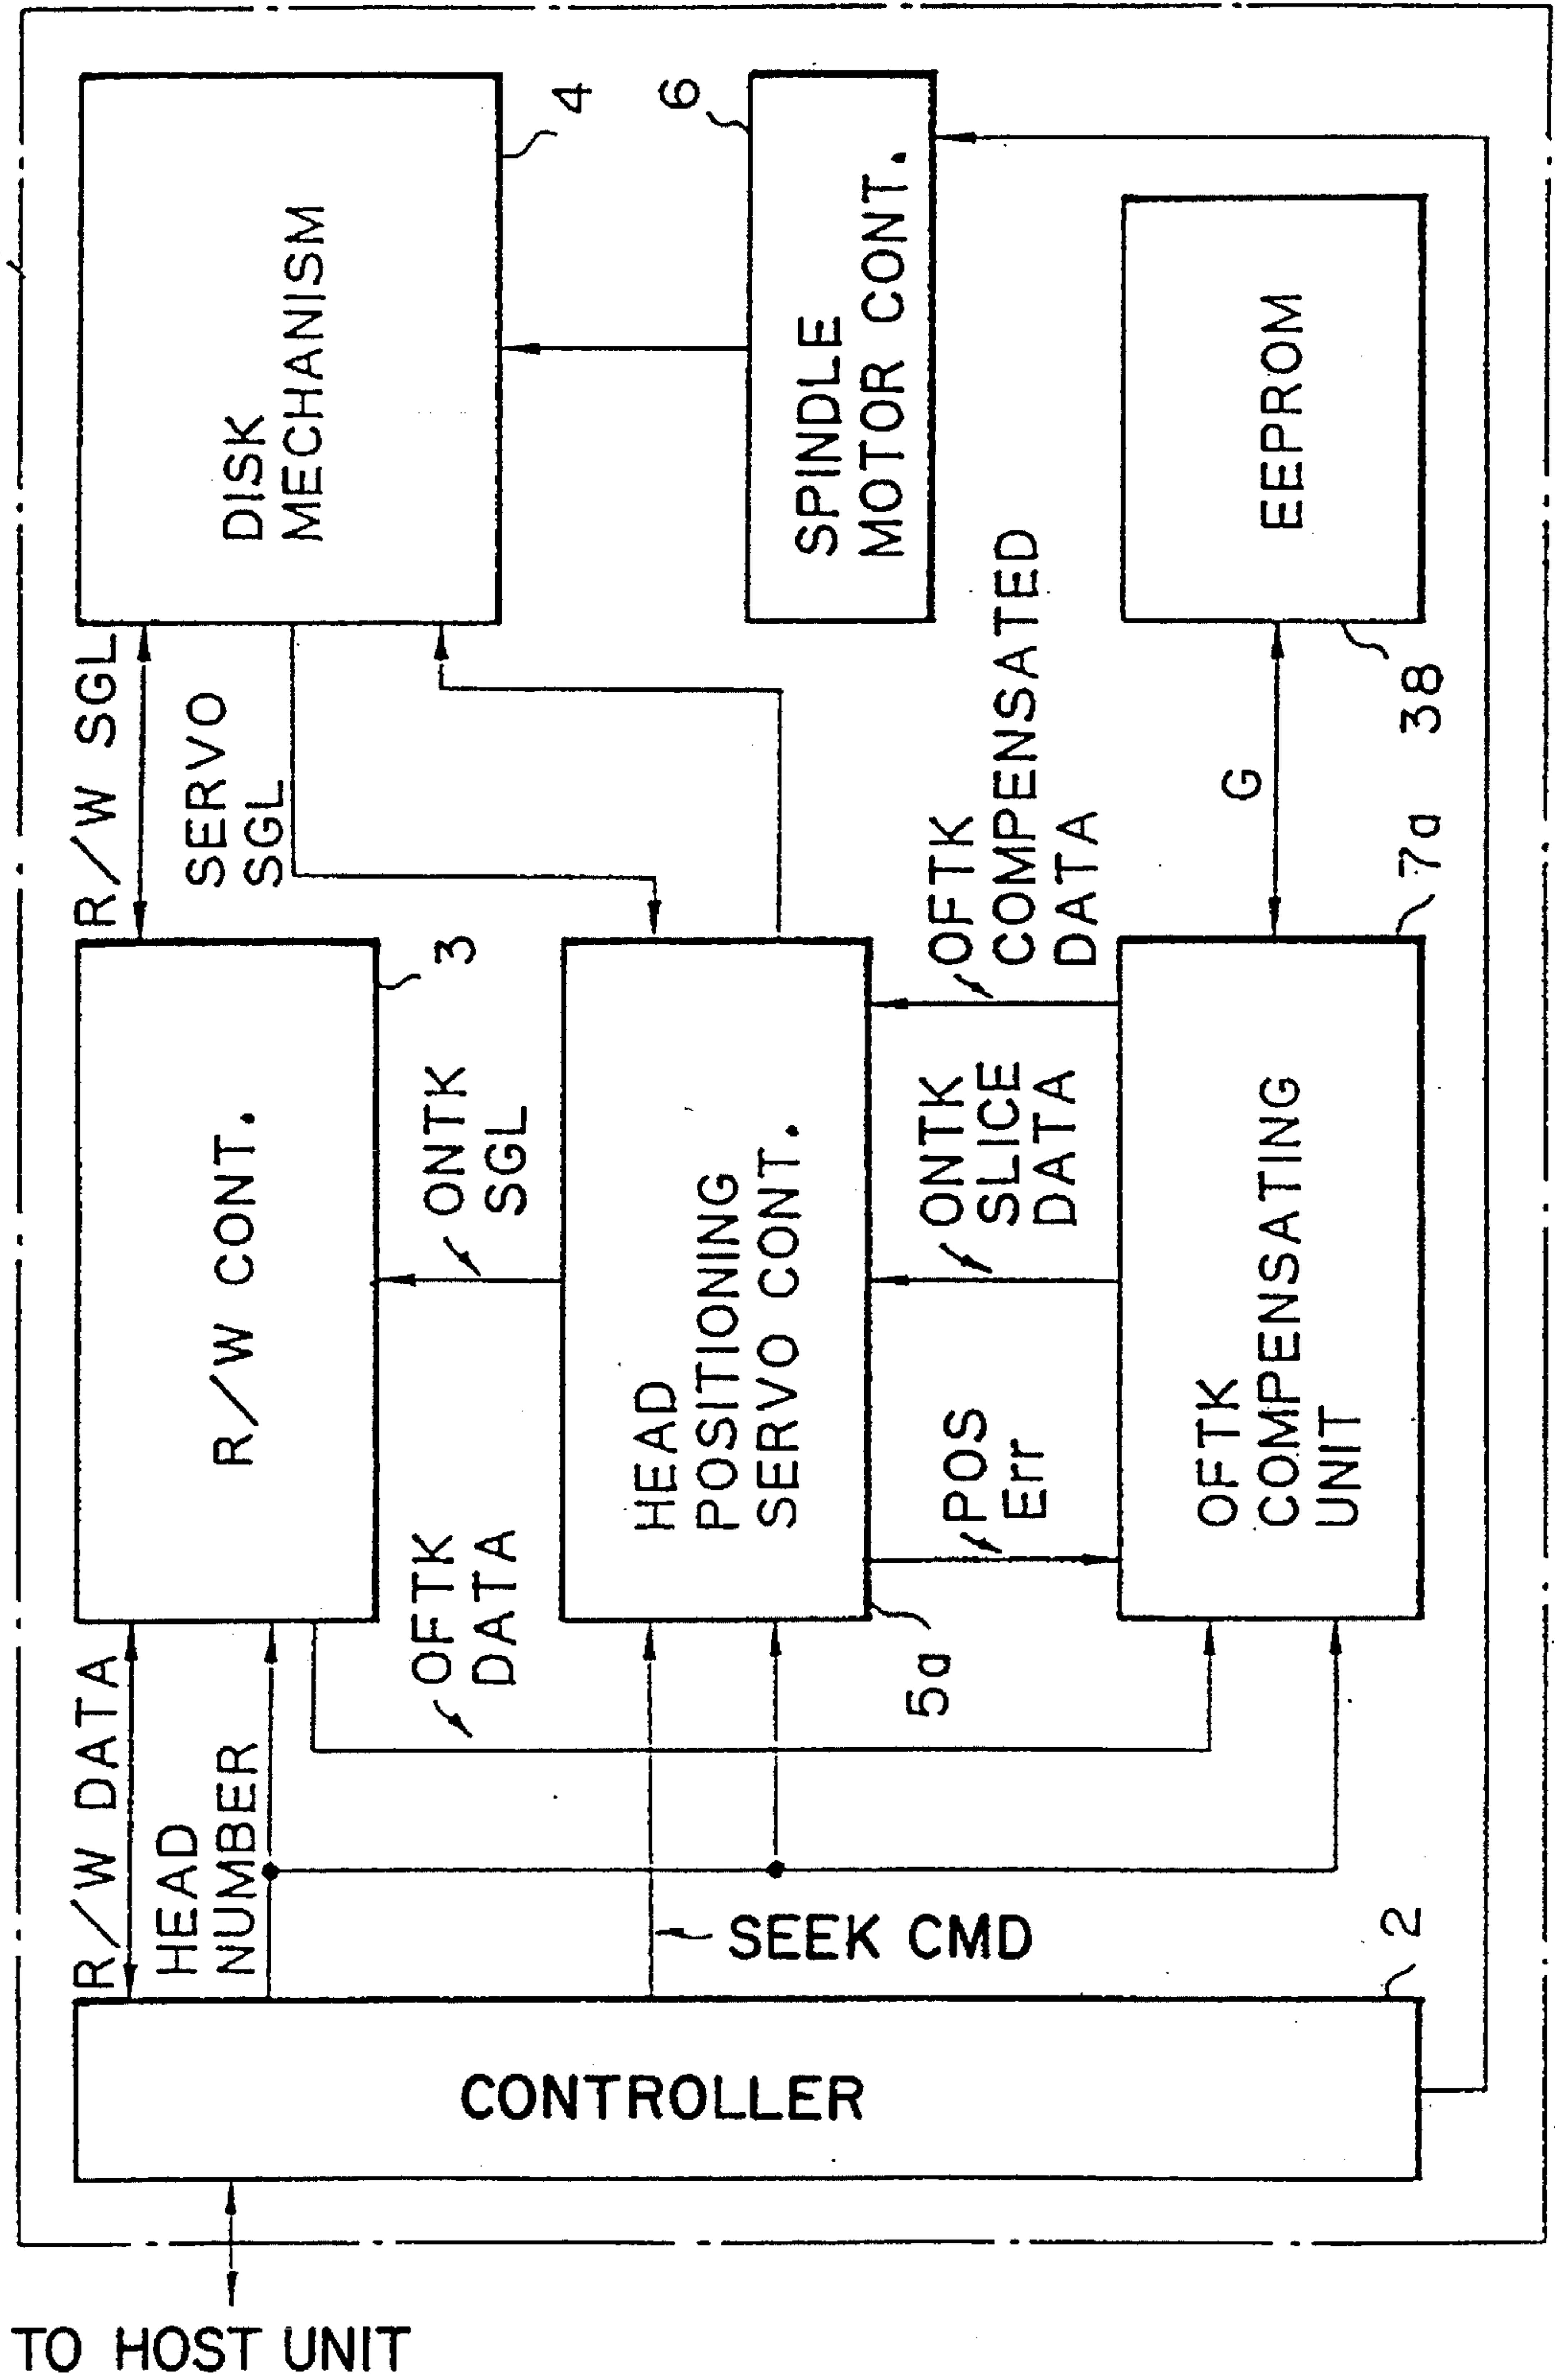 TO HOST UNIT
CONTROLLER
2
R/W DATA
HEAD
NUMBER
SEEK CMD
OFTK
DATA
R/W CONT.
3
ONTK
SGL
HEAD
POSITIONING
SERVO CONT.
5a
POS
Err
ONTK
SLICE
DATA
OFTK
COMPENSATED
DATA
OFTK
COMPENSATING
UNIT
7a
G
EEPROM
38
R/W SGL
SERVO
SGL
DISK
MECHANISM
4
SPINDLE
MOTOR CONT.
6